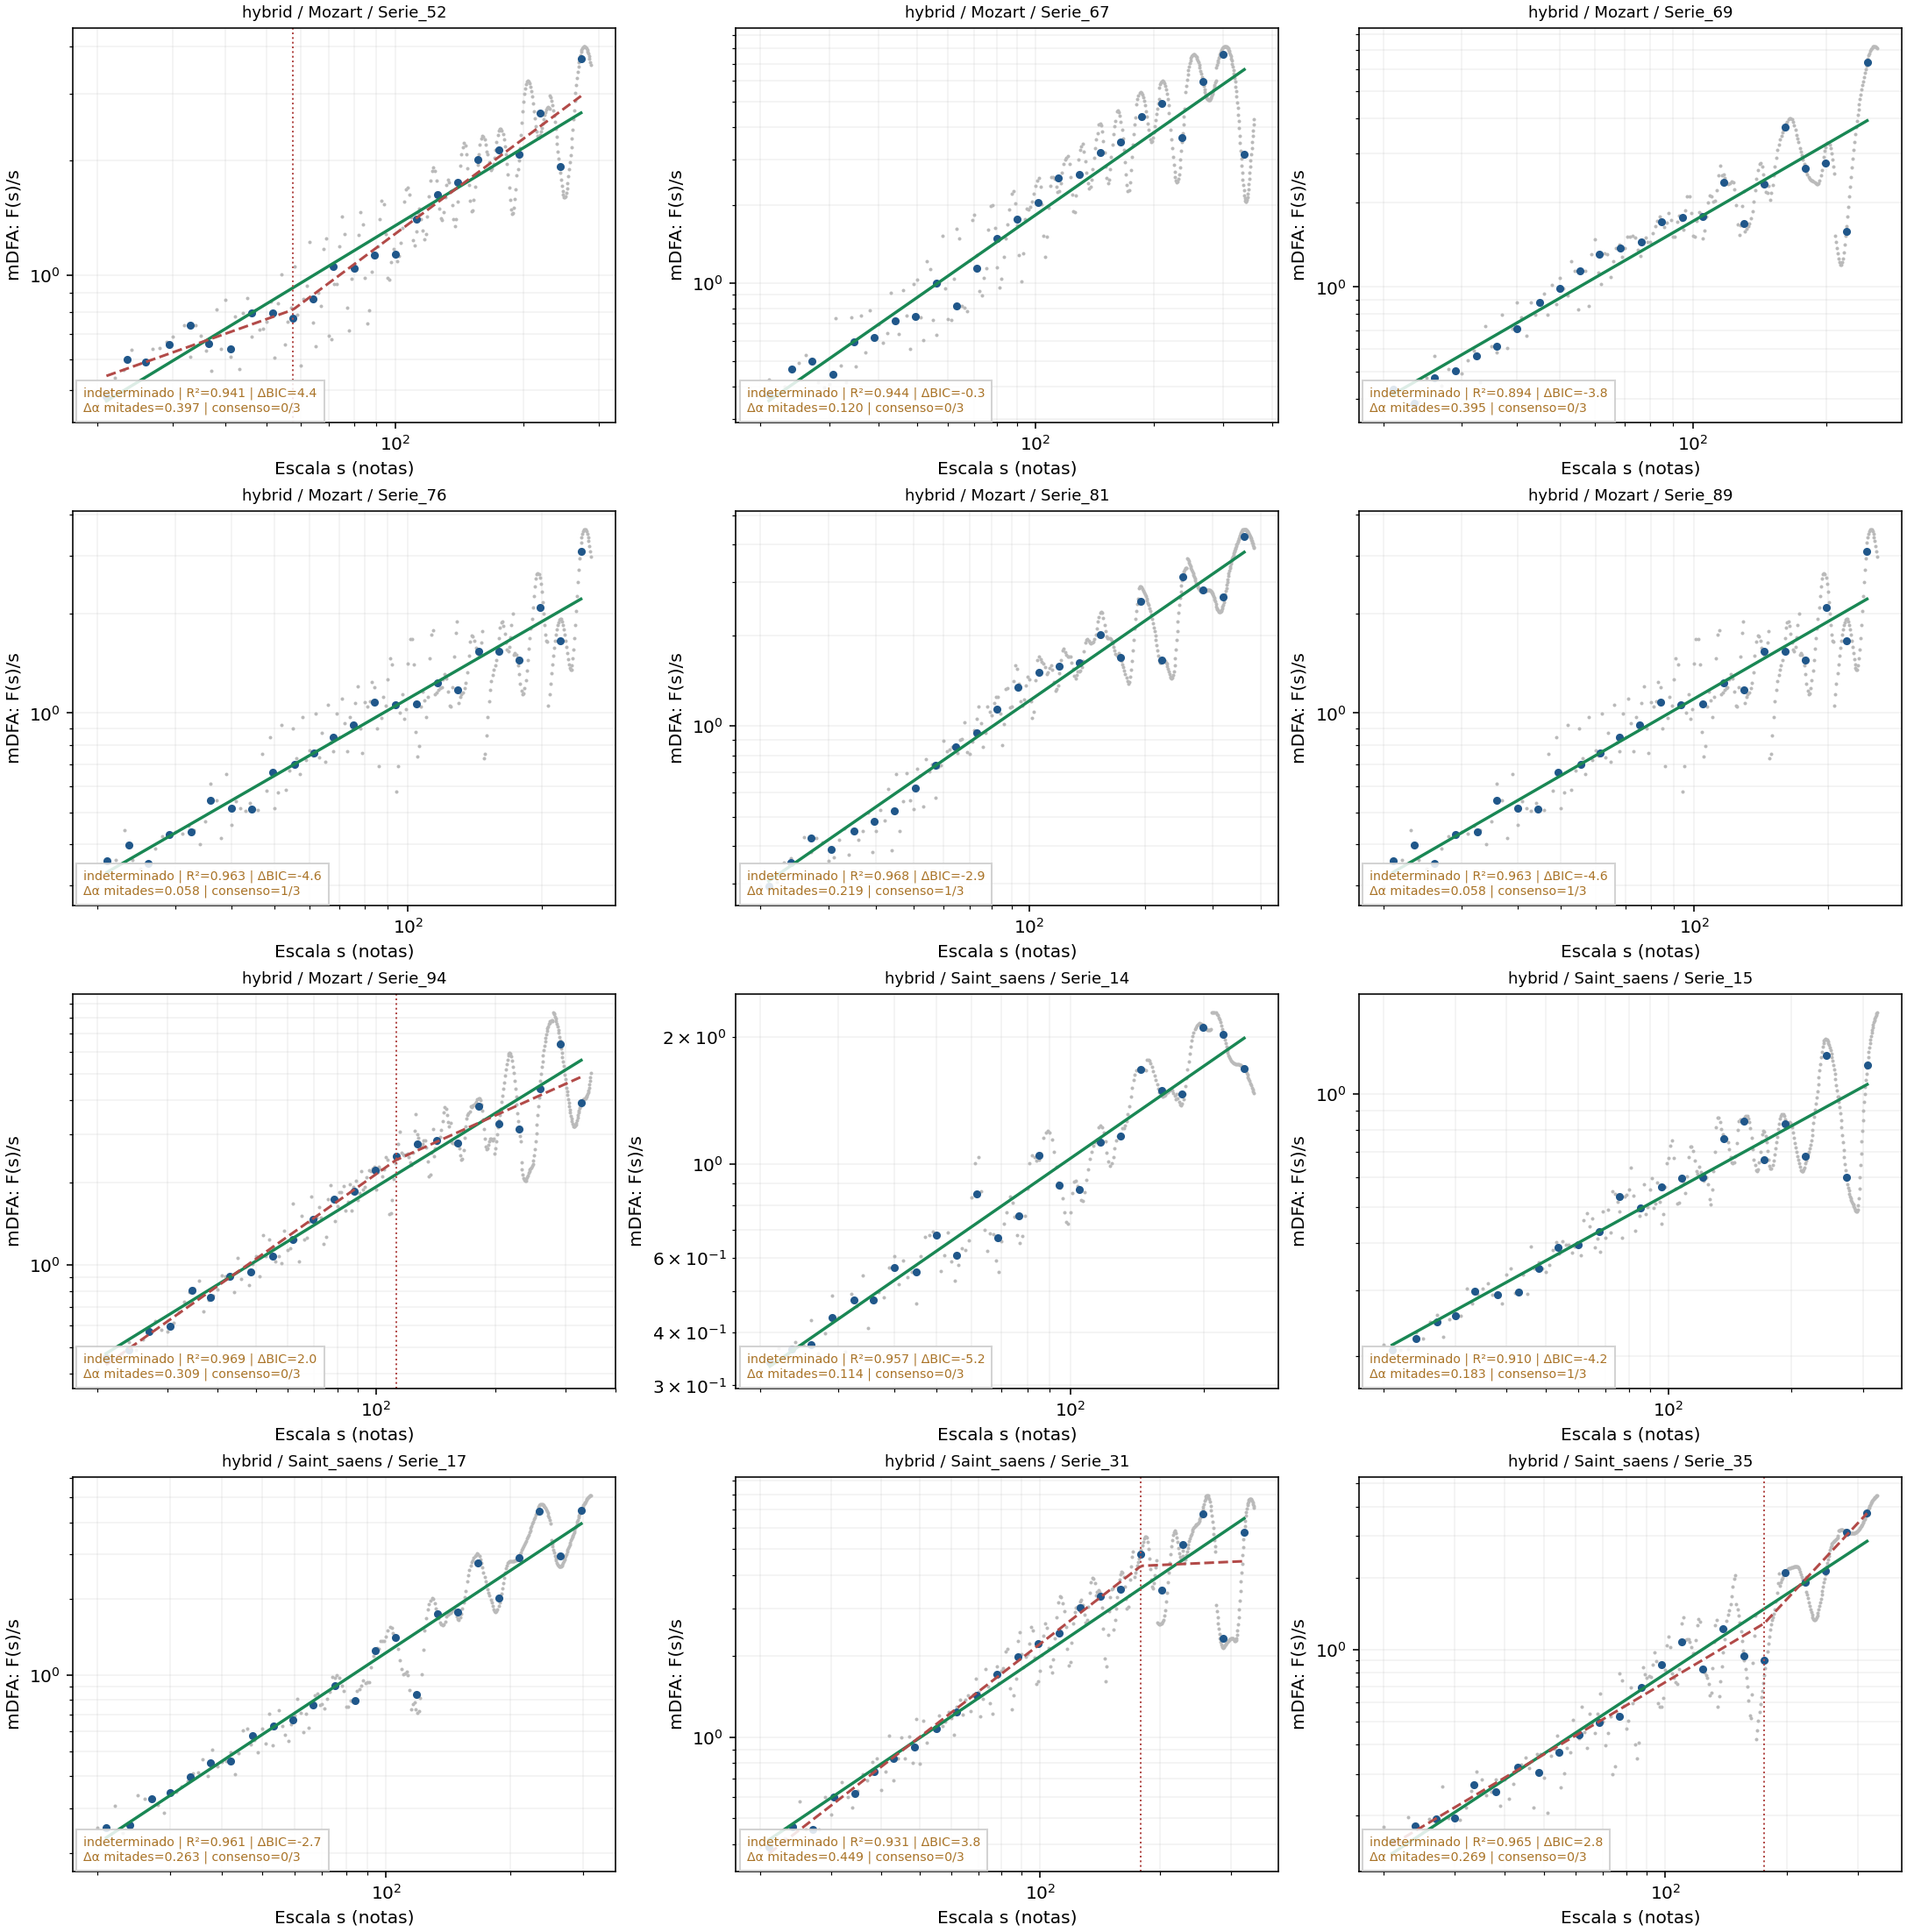 hybrid / Mozart / Serie_52
mDFA: F(s)/s
10⁰
indeterminado | R²=0.941 | ΔBIC=4.4
Δα mitades=0.397 | consenso=0/3
10²
Escala s (notas)
hybrid / Mozart / Serie_67
mDFA: F(s)/s
10⁰
indeterminado | R²=0.944 | ΔBIC=-0.3
Δα mitades=0.120 | consenso=0/3
10²
Escala s (notas)
hybrid / Mozart / Serie_69
mDFA: F(s)/s
10⁰
indeterminado | R²=0.894 | ΔBIC=-3.8
Δα mitades=0.395 | consenso=0/3
10²
Escala s (notas)
hybrid / Mozart / Serie_76
mDFA: F(s)/s
10⁰
indeterminado | R²=0.963 | ΔBIC=-4.6
Δα mitades=0.058 | consenso=1/3
10²
Escala s (notas)
hybrid / Mozart / Serie_81
mDFA: F(s)/s
10⁰
indeterminado | R²=0.968 | ΔBIC=-2.9
Δα mitades=0.219 | consenso=1/3
10²
Escala s (notas)
hybrid / Mozart / Serie_89
mDFA: F(s)/s
10⁰
indeterminado | R²=0.963 | ΔBIC=-4.6
Δα mitades=0.058 | consenso=1/3
10²
Escala s (notas)
hybrid / Mozart / Serie_94
mDFA: F(s)/s
10⁰
indeterminado | R²=0.969 | ΔBIC=2.0
Δα mitades=0.309 | consenso=0/3
10²
Escala s (notas)
hybrid / Saint_saens / Serie_14
mDFA: F(s)/s
2 × 10⁰
10⁰
6 × 10⁻¹
4 × 10⁻¹
3 × 10⁻¹
indeterminado | R²=0.957 | ΔBIC=-5.2
Δα mitades=0.114 | consenso=0/3
10²
Escala s (notas)
hybrid / Saint_saens / Serie_15
mDFA: F(s)/s
10⁰
indeterminado | R²=0.910 | ΔBIC=-4.2
Δα mitades=0.183 | consenso=1/3
10²
Escala s (notas)
hybrid / Saint_saens / Serie_17
mDFA: F(s)/s
10⁰
indeterminado | R²=0.961 | ΔBIC=-2.7
Δα mitades=0.263 | consenso=0/3
10²
Escala s (notas)
hybrid / Saint_saens / Serie_31
mDFA: F(s)/s
10⁰
indeterminado | R²=0.931 | ΔBIC=3.8
Δα mitades=0.449 | consenso=0/3
10²
Escala s (notas)
hybrid / Saint_saens / Serie_35
mDFA: F(s)/s
10⁰
indeterminado | R²=0.965 | ΔBIC=2.8
Δα mitades=0.269 | consenso=0/3
10²
Escala s (notas)